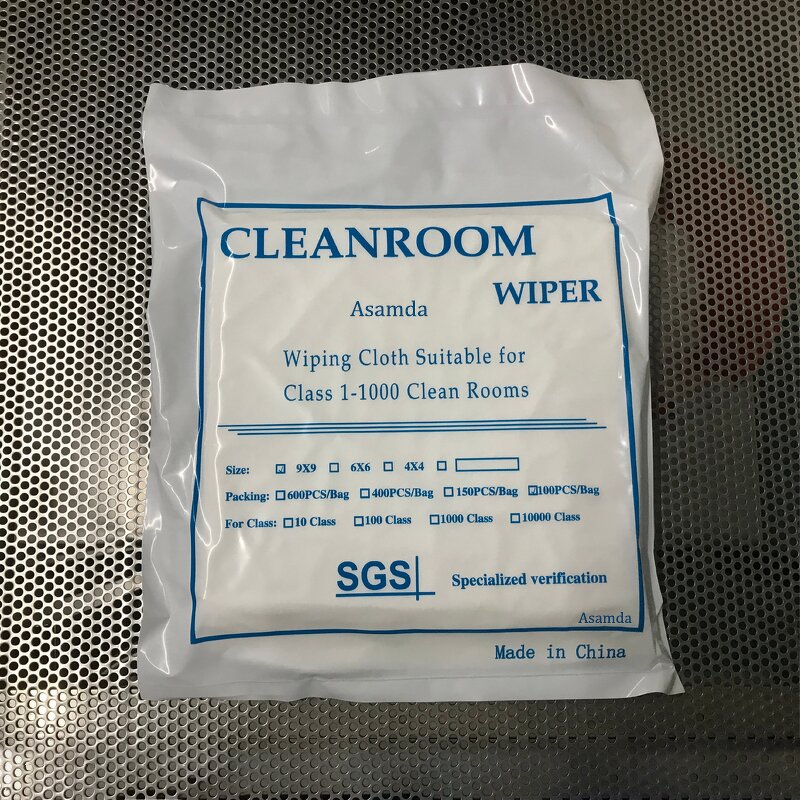 CLEANROOM
WIPER
Asamda
Wiping Cloth Suitable for
Class 1-1000 Clean Rooms
Size: ☑ 9X9 ☐ 6X6 ☐ 4X4 ☐
Packing: ☐600PCS/Bag ☐400PCS/Bag ☐150PCS/Bag ☑100PCS/Bag
For Class: ☐10 Class ☐100 Class ☐1000 Class ☐10000 Class
SGS Specialized verification
Asamda
Made in China